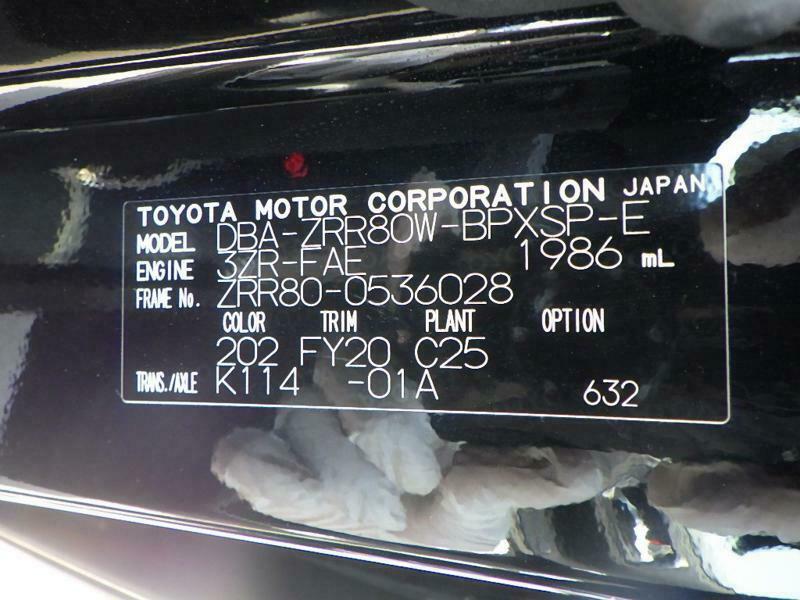 TOYOTA MOTOR CORPORATION JAPAN
MODEL DBA-ZRR80W-BPXSP-E
ENGINE 3ZR-FAE 1986 mL
FRAME No. ZRR80-0536028
COLOR TRIM PLANT OPTION
202 FY20 C25
TRANS./AXLE K114 -01A 632